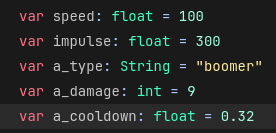 var speed: float = 100
var impulse: float = 300
var a_type: String = "boomer"
var a_damage: int = 9
var a_cooldown: float = 0.32